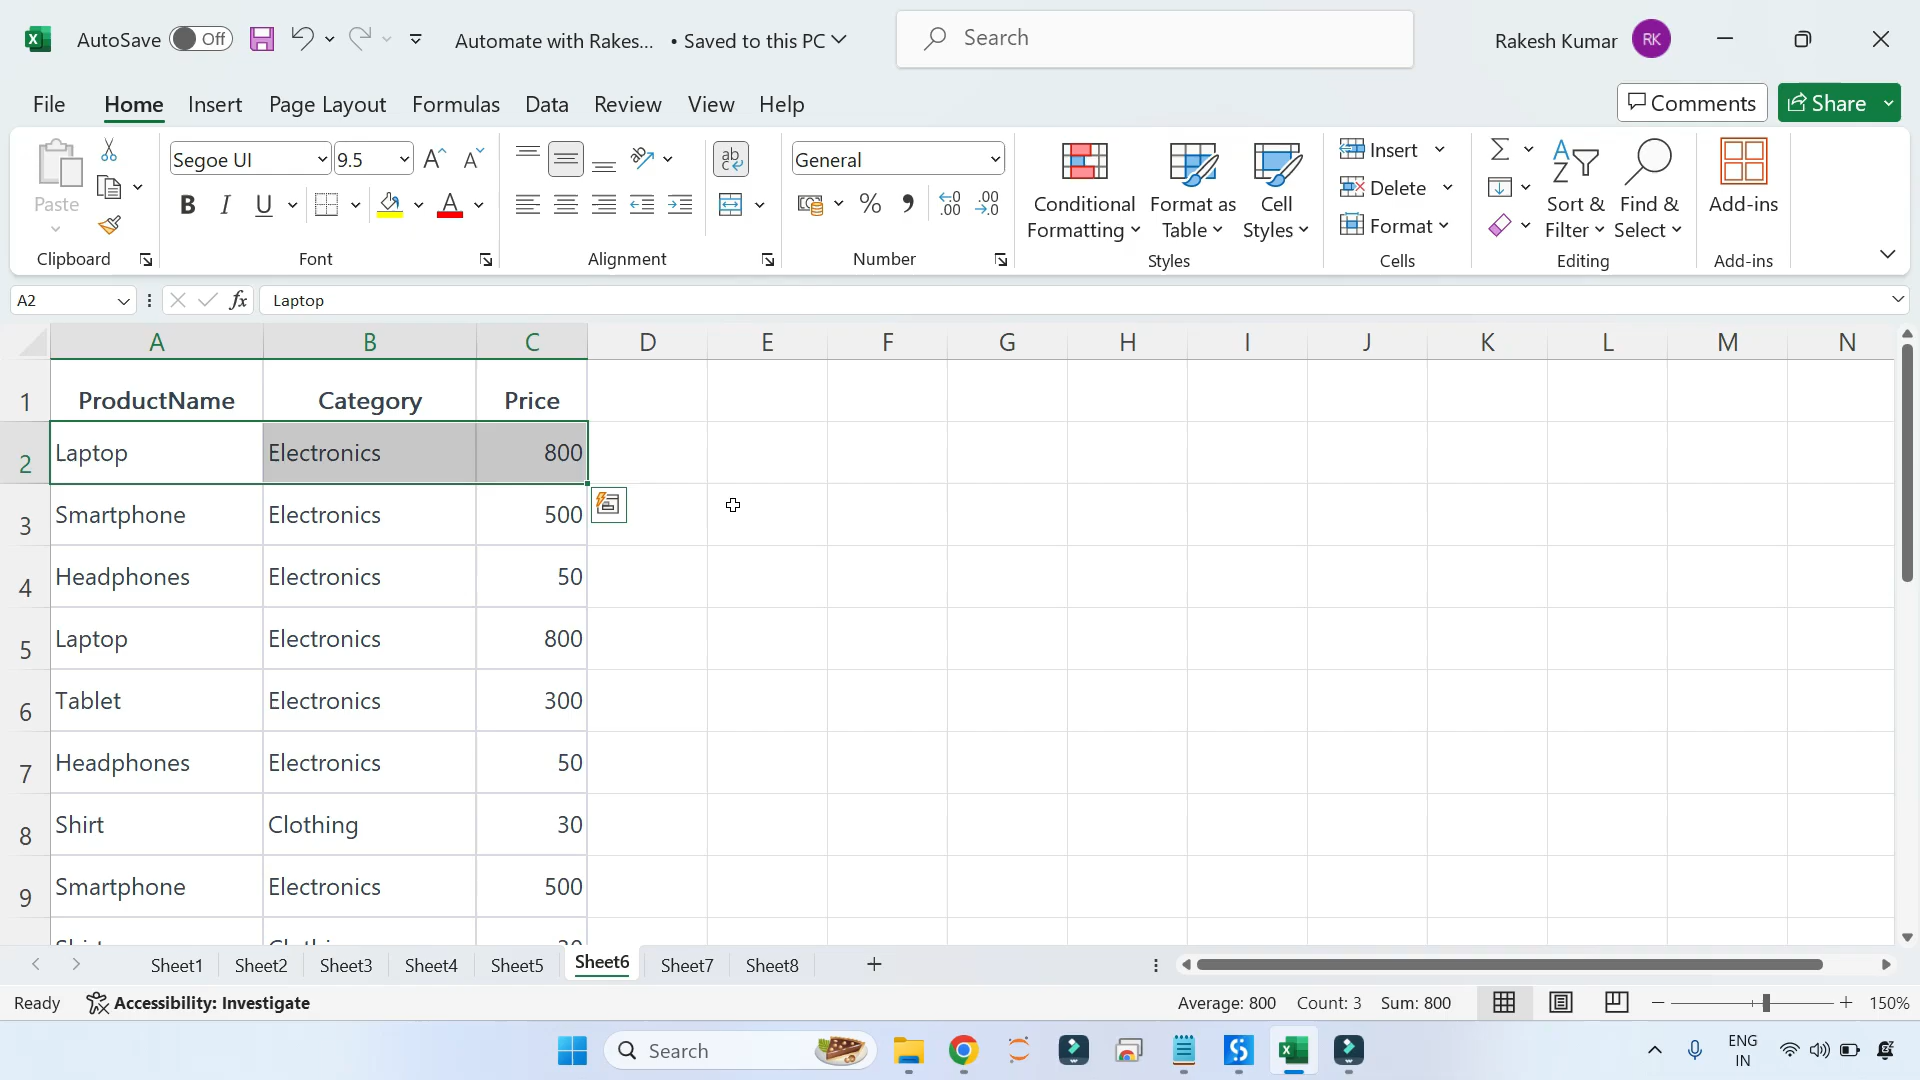 AutoSave Off Automate with Rakes... • Saved to this PC Search Rakesh Kumar RK
File Home Insert Page Layout Formulas Data Review View Help Comments Share
Paste
Clipboard
Segoe UI 9.5
B I U A
Font
ab
Alignment
General
% , .00 .00
Number
Conditional Formatting
Format as Table
Cell Styles
Styles
Insert
Delete
Format
Cells
Sort & Filter
Find & Select
Editing
Add-ins
Add-ins
A2 fx Laptop
A B C D E F G H I J K L M N
1 ProductName Category Price
2 Laptop Electronics 800
3 Smartphone Electronics 500
4 Headphones Electronics 50
5 Laptop Electronics 800
6 Tablet Electronics 300
7 Headphones Electronics 50
8 Shirt Clothing 30
9 Smartphone Electronics 500
Sheet1 Sheet2 Sheet3 Sheet4 Sheet5 Sheet6 Sheet7 Sheet8
Ready Accessibility: Investigate Average: 800 Count: 3 Sum: 800 150%
Search ENG
IN